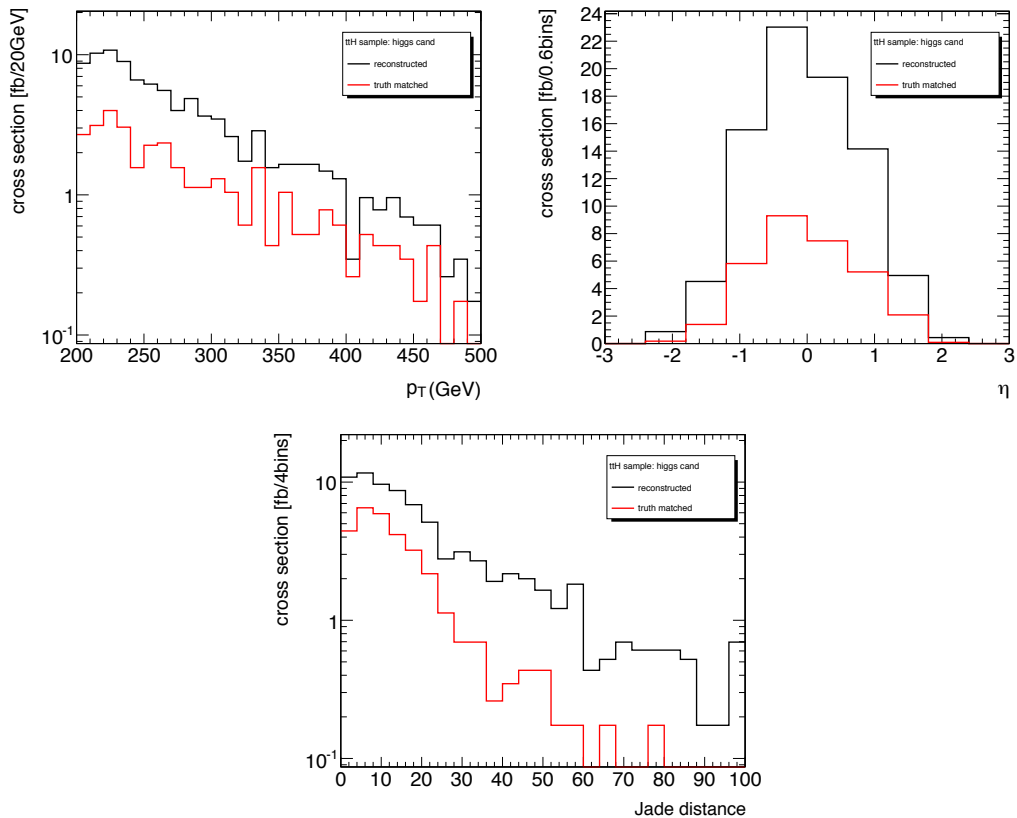 cross section [fb/20GeV]
10
1
10-1
ttH sample: higgs cand
reconstructed
truth matched
200 250 300 350 400 450 500
pT(GeV)
cross section [fb/0.6bins]
24
22
20
18
16
14
12
10
8
6
4
2
0
ttH sample: higgs cand
reconstructed
truth matched
-3 -2 -1 0 1 2 3
η
cross section [fb/4bins]
10
1
10-1
ttH sample: higgs cand
reconstructed
truth matched
0 10 20 30 40 50 60 70 80 90 100
Jade distance